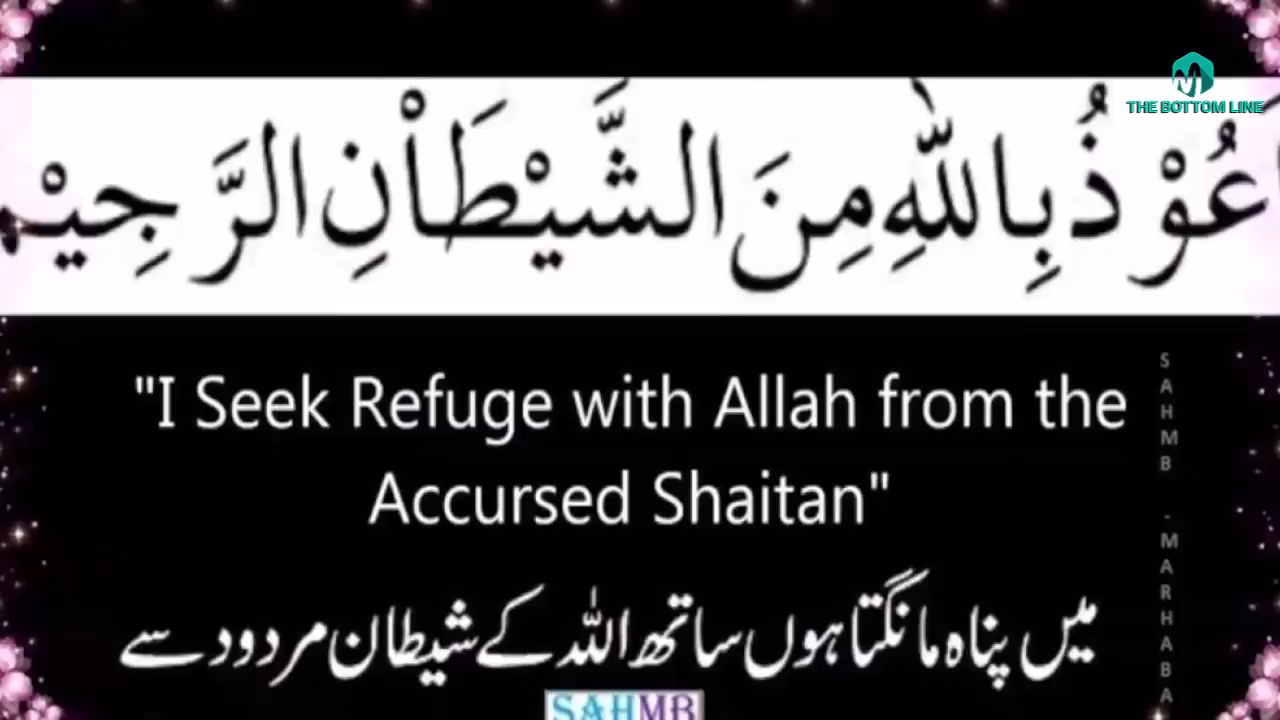 THE BOTTOM LINE
عُوْذُ بِاللّٰهِ مِنَ الشَّيْطَاْنِ الرَّجِيْم
"I Seek Refuge with Allah from the
Accursed Shaitan"
میں پناہ مانگتا ہوں ساتھ اللہ کے شیطان مردود سے
SAHMB - MARHABA
SAHMB